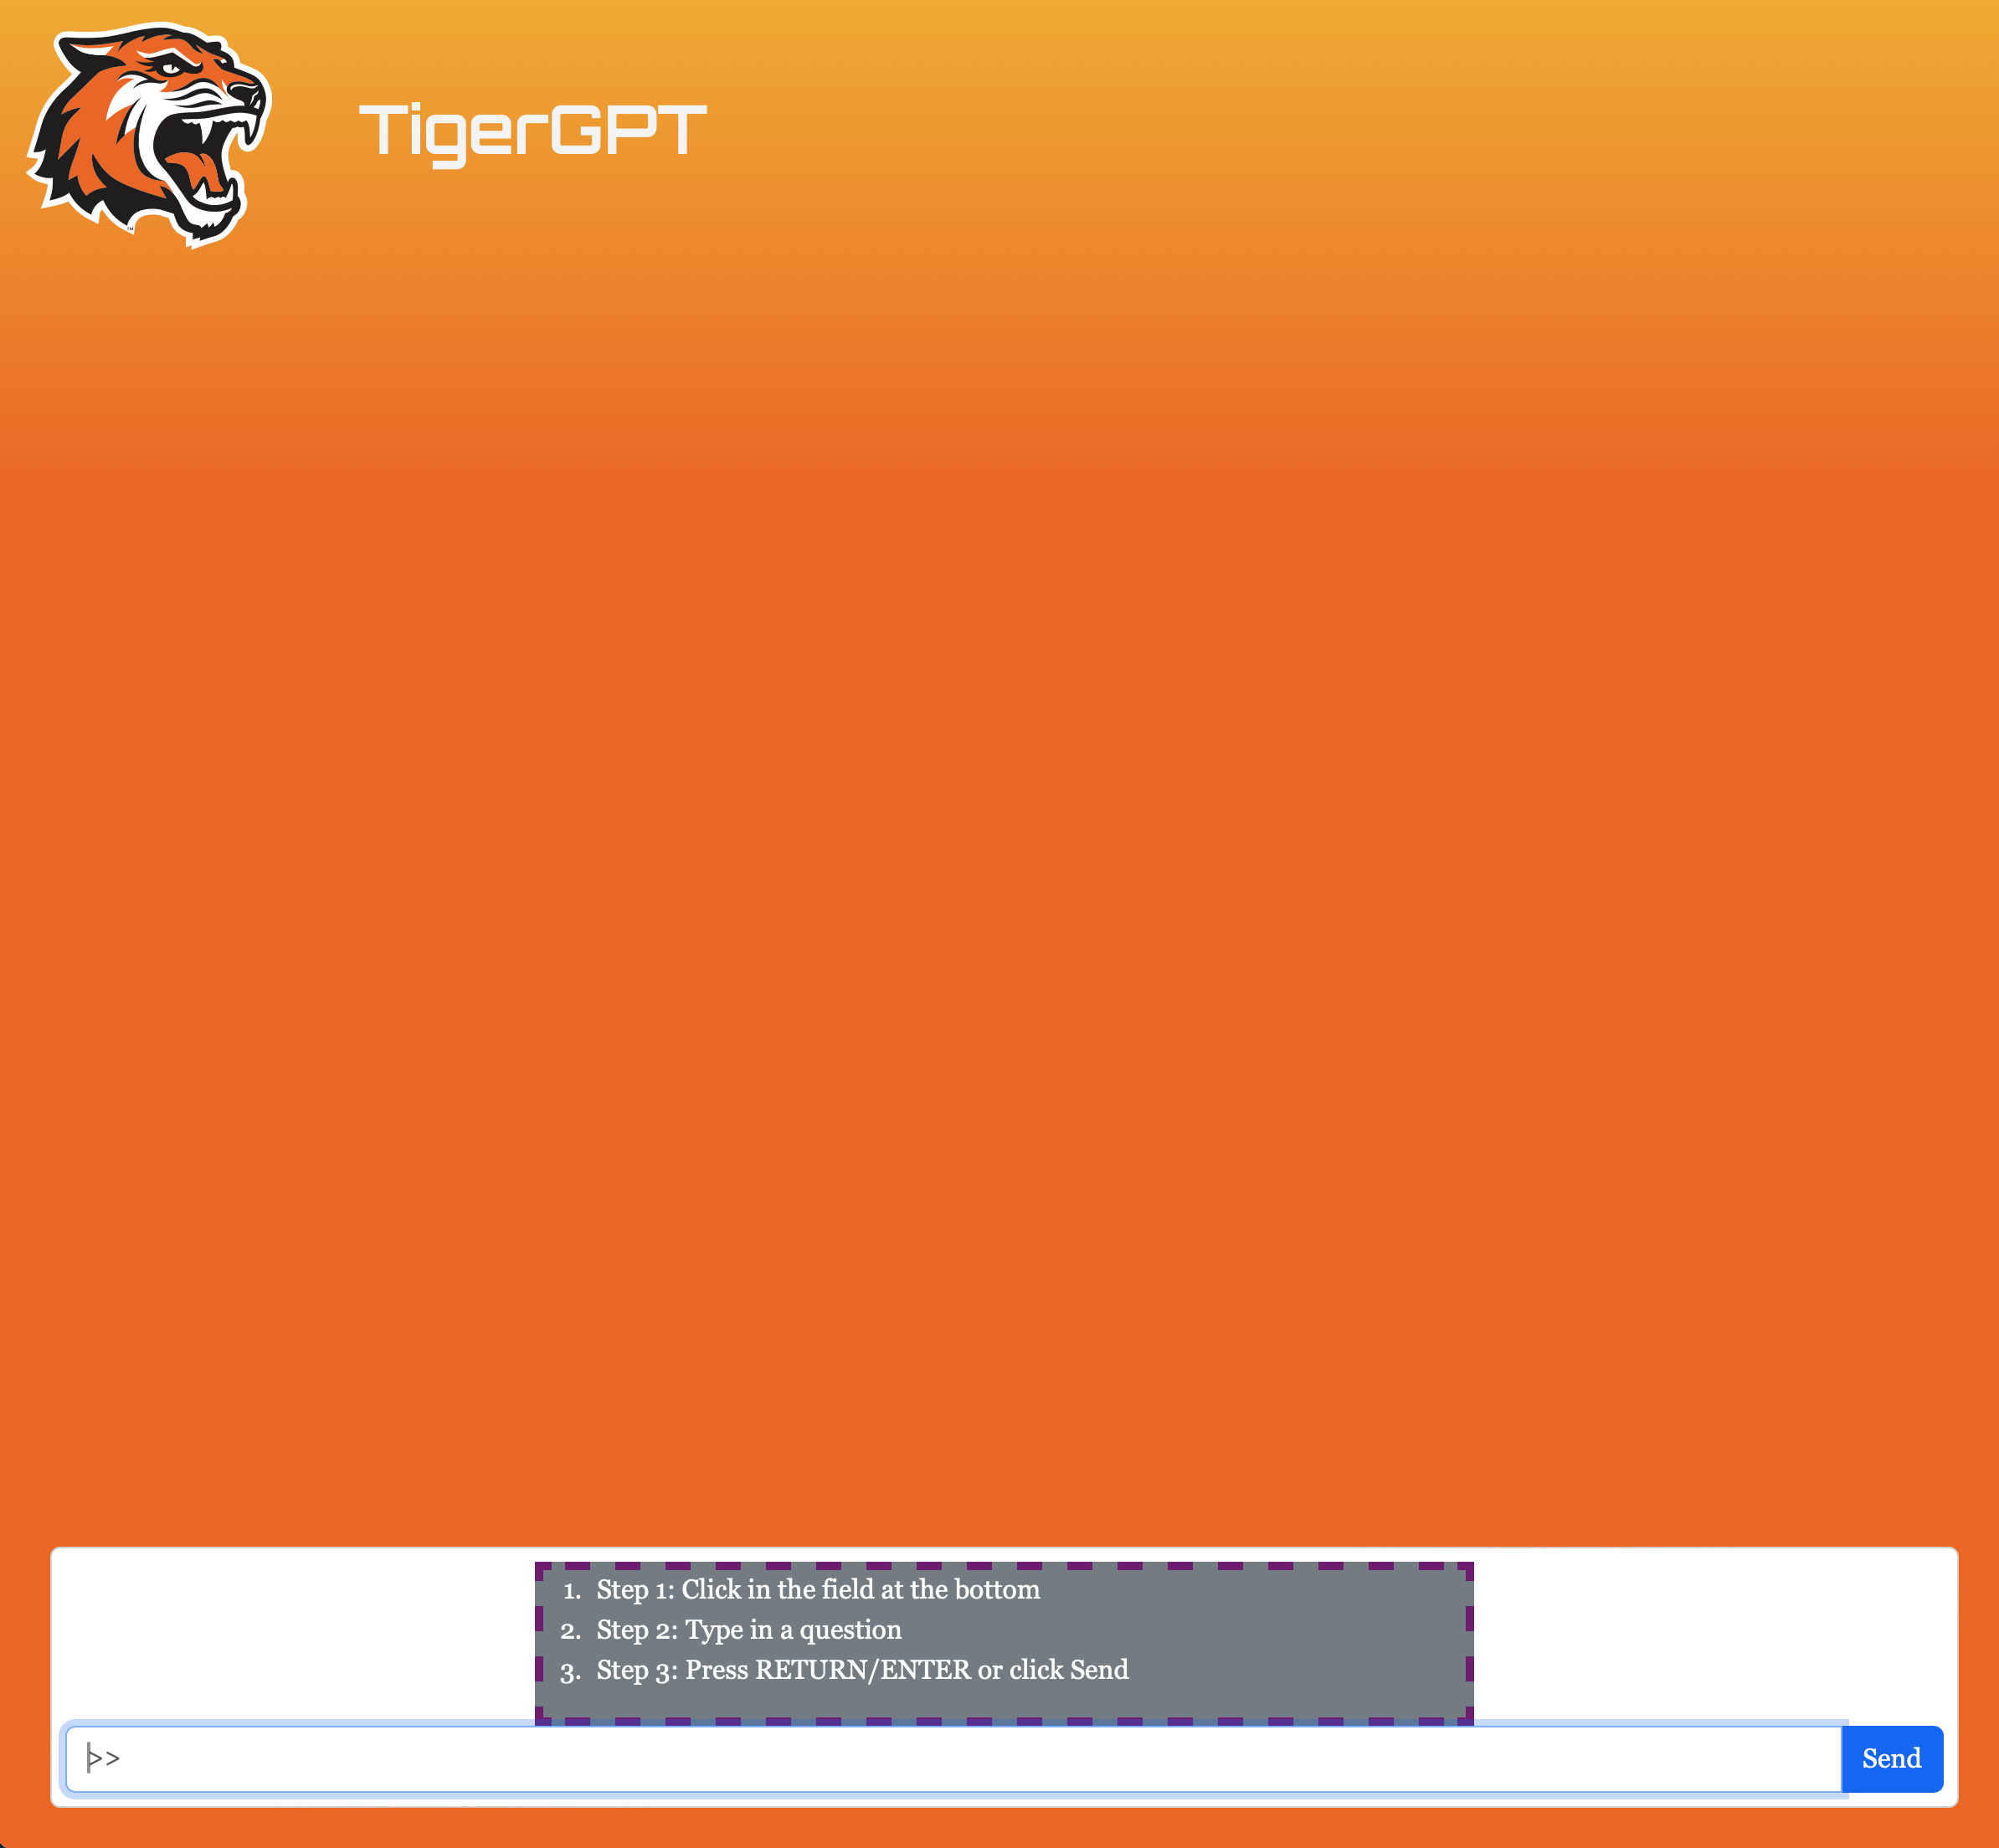 TigerGPT
TM
1. Step 1: Click in the field at the bottom
2. Step 2: Type in a question
3. Step 3: Press RETURN/ENTER or click Send
>>
Send